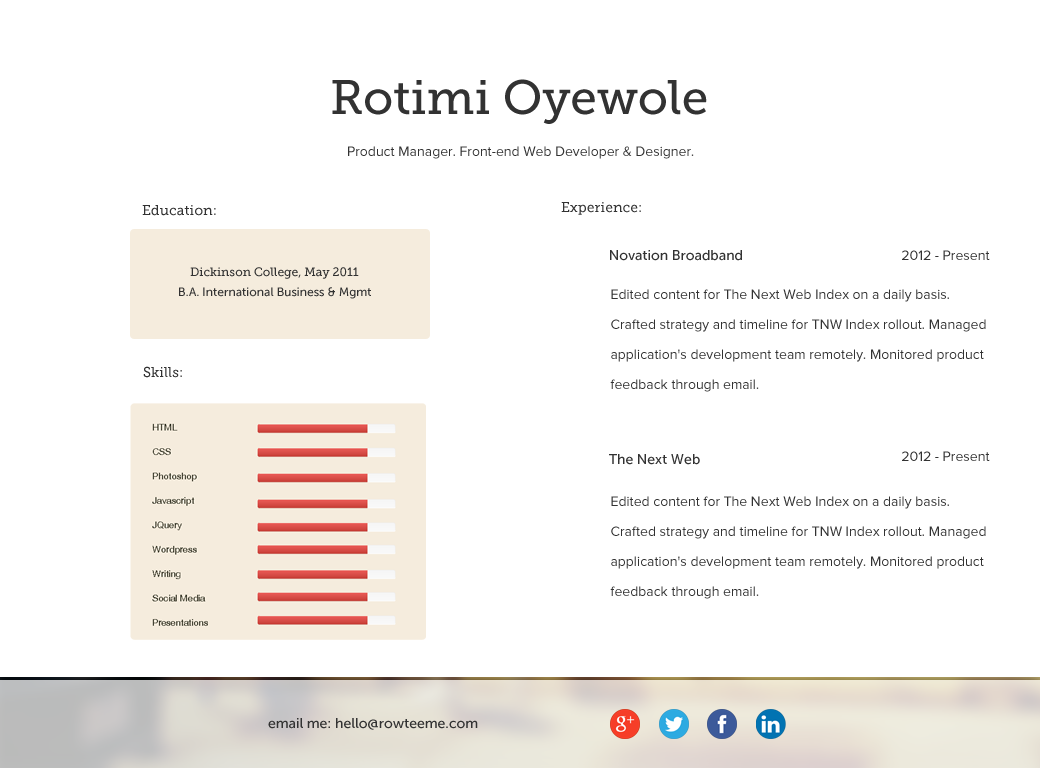 Rotimi Oyewole
Product Manager. Front-end Web Developer & Designer.
Education:
Dickinson College, May 2011
B.A. International Business & Mgmt
Skills:
HTML
CSS
Photoshop
Javascript
JQuery
Wordpress
Writing
Social Media
Presentations
Experience:
Novation Broadband 2012 - Present
Edited content for The Next Web Index on a daily basis.
Crafted strategy and timeline for TNW Index rollout. Managed
application's development team remotely. Monitored product
feedback through email.
The Next Web 2012 - Present
Edited content for The Next Web Index on a daily basis.
Crafted strategy and timeline for TNW Index rollout. Managed
application's development team remotely. Monitored product
feedback through email.
email me: hello@rowteeme.com g+ f in